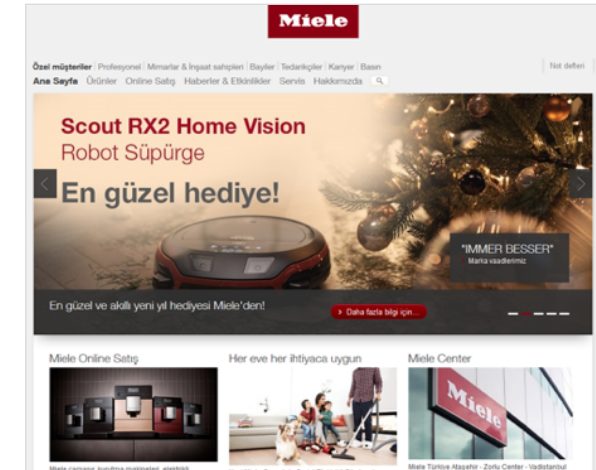 Miele
Özel müşteriler Profesyonel Mimarlar & İnşaat sahipleri Bayiler Tedarikçiler Kariyer Basın Not defteri
Ana Sayfa Ürünler Online Satış Haberler & Etkinlikler Servis Hakkımızda
Scout RX2 Home Vision
Robot Süpürge
En güzel hediye!
"IMMER BESSER"
Marka vaadlerimiz
En güzel ve akıllı yeni yıl hediyesi Miele'den!
Daha fazla bilgi için...
Miele Online Satış Her eve her ihtiyaca uygun Miele Center
Miele
Miele Türkiye Ataşehir - Zorlu Center - Vadistanbul